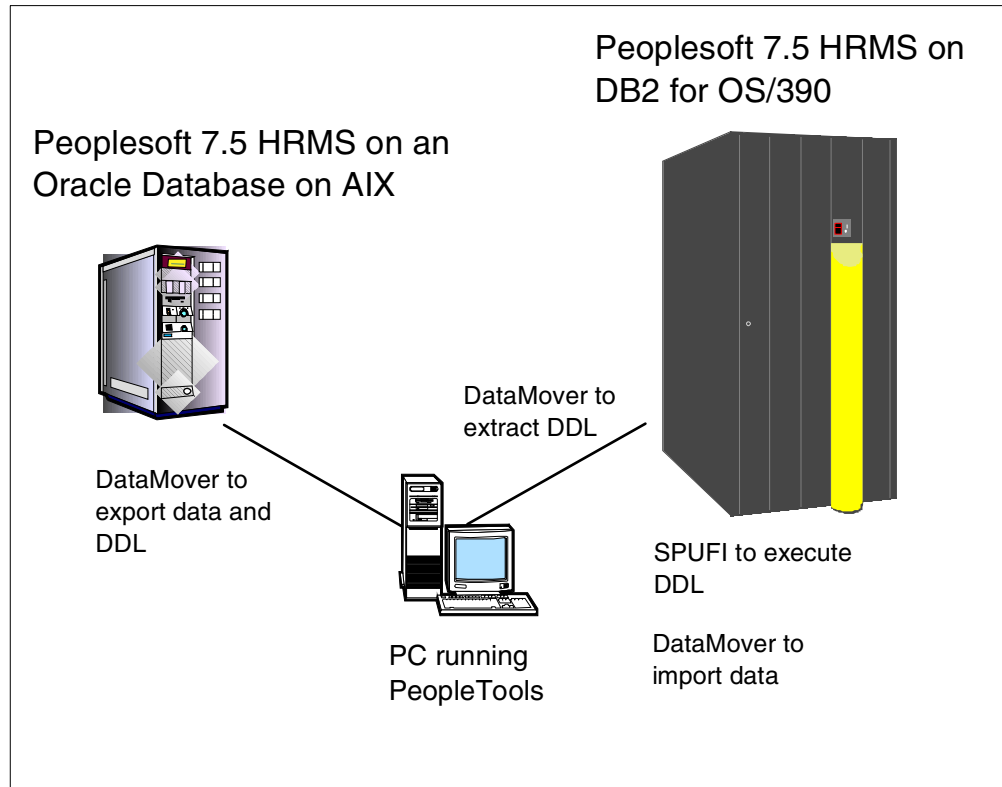 Peoplesoft 7.5 HRMS on
DB2 for OS/390
Peoplesoft 7.5 HRMS on an
Oracle Database on AIX
DataMover to
extract DDL
DataMover to
export data and
DDL
SPUFI to execute
DDL
DataMover to
import data
PC running
PeopleTools